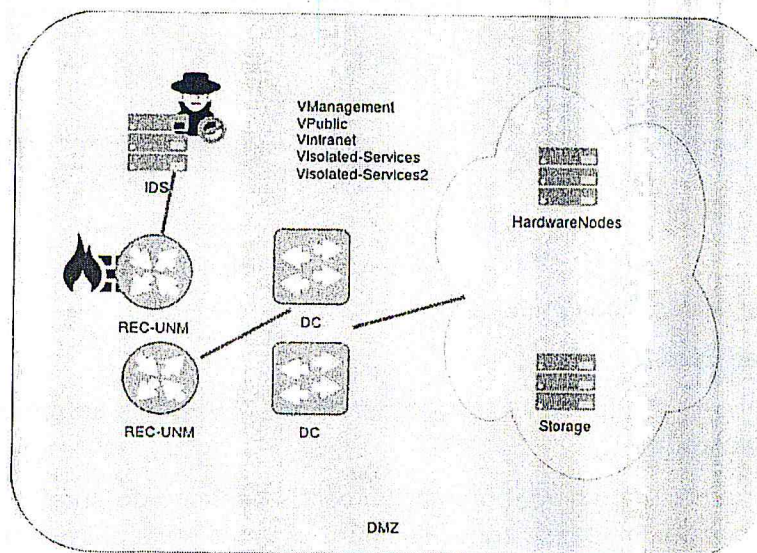 VManagement
VPublic
VIntranet
VIsolated-Services
VIsolated-Services2
IDS
HardwareNodes
REC-UNM
DC
REC-UNM
DC
Storage
DMZ